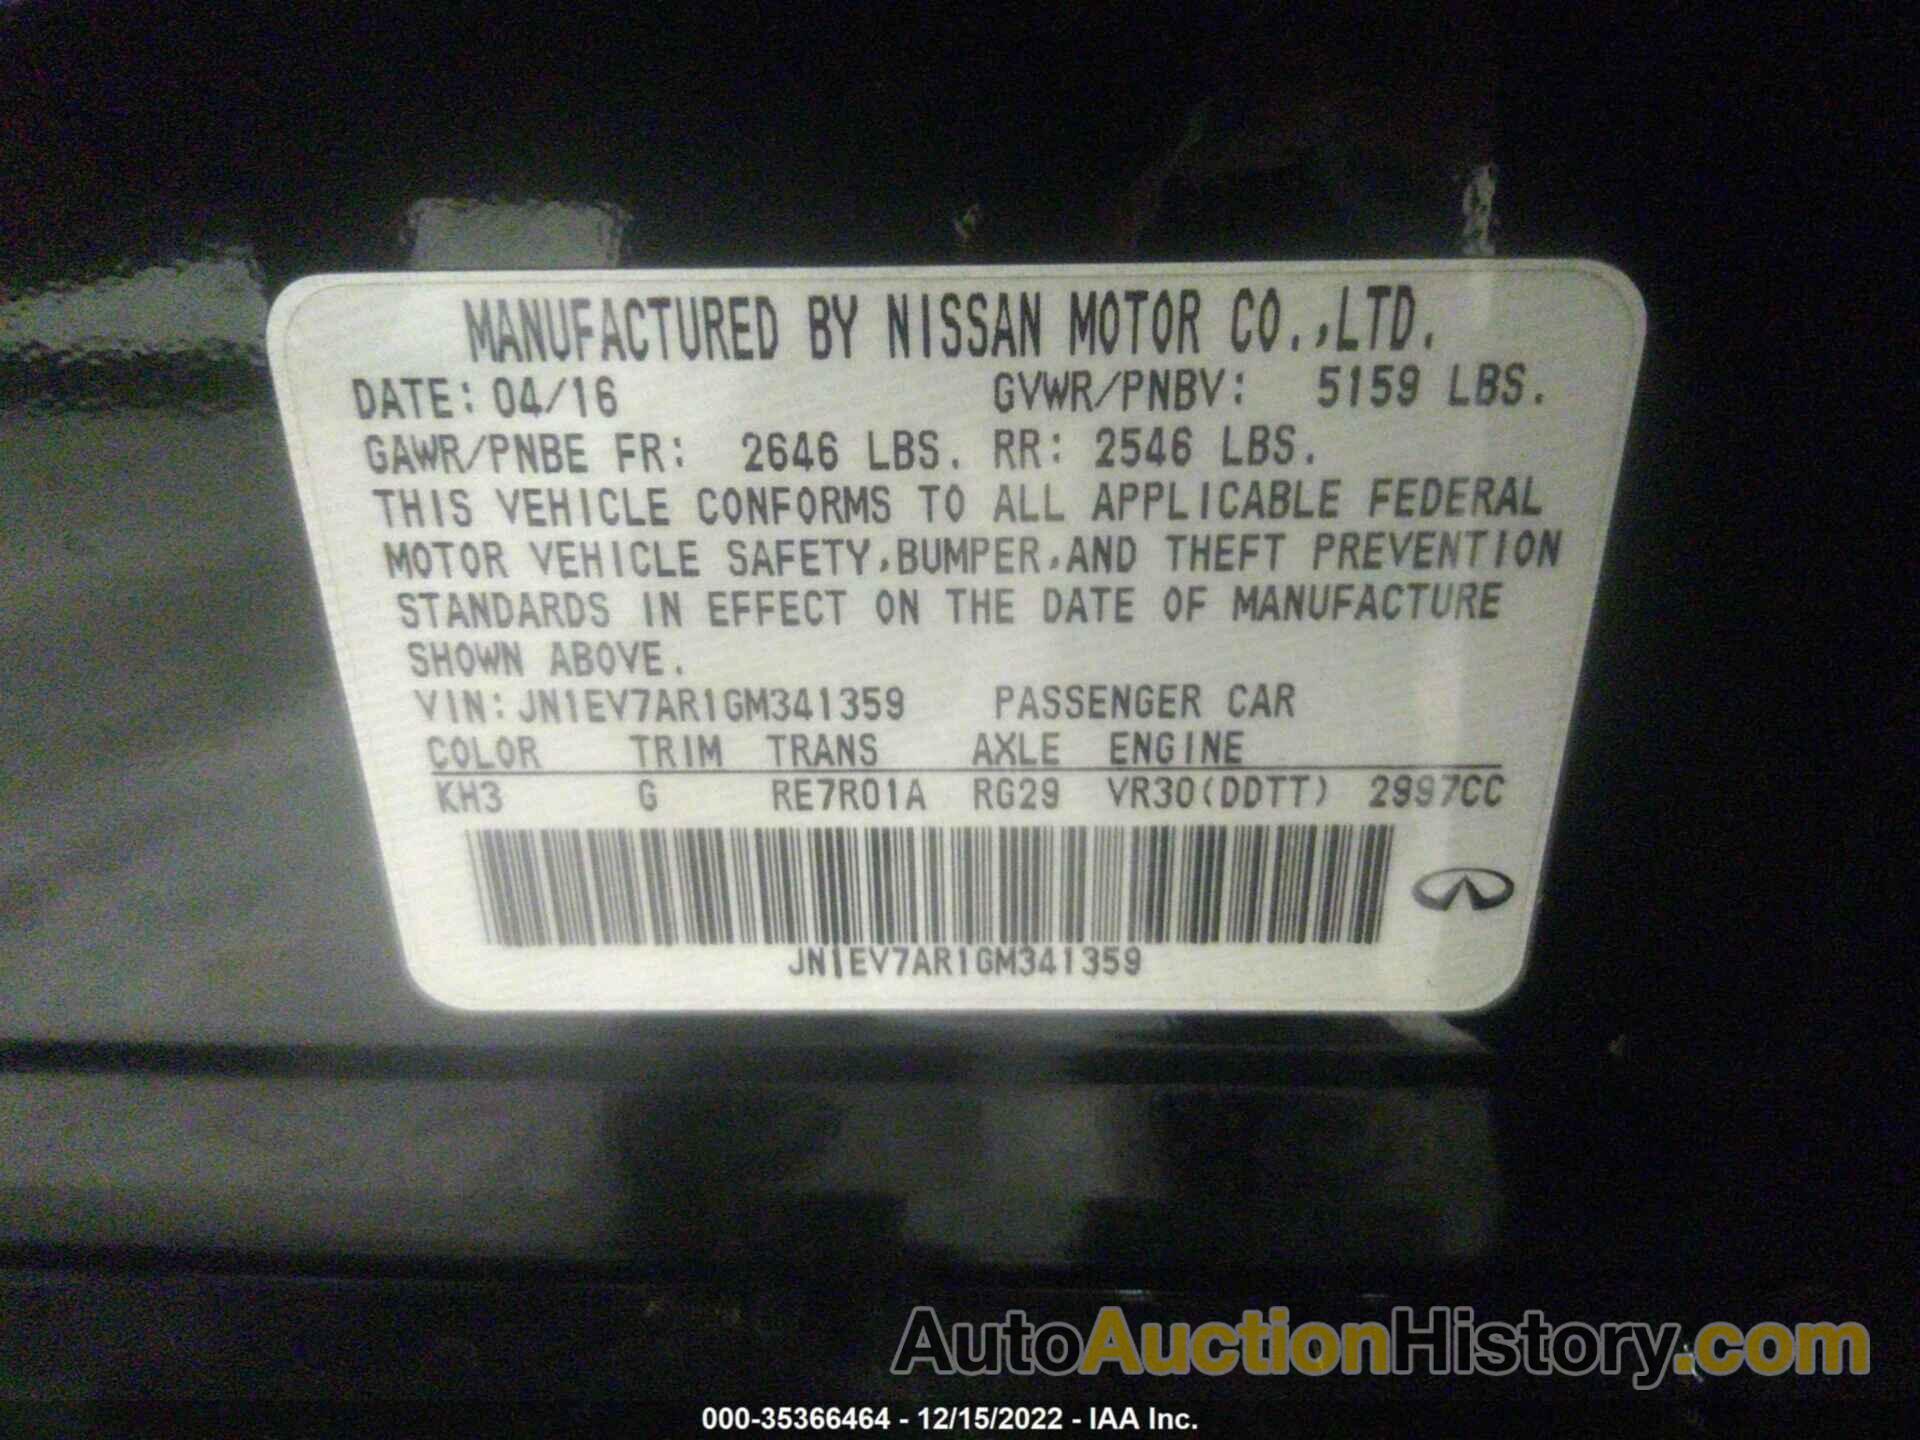 MANUFACTURED BY NISSAN MOTOR CO.,LTD.
DATE: 04/16 GVWR/PNBV: 5159 LBS.
GAWR/PNBE FR: 2646 LBS. RR: 2546 LBS.
THIS VEHICLE CONFORMS TO ALL APPLICABLE FEDERAL
MOTOR VEHICLE SAFETY,BUMPER,AND THEFT PREVENTION
STANDARDS IN EFFECT ON THE DATE OF MANUFACTURE
SHOWN ABOVE.
VIN: JN1EV7AR1GM341359 PASSENGER CAR
COLOR TRIM TRANS AXLE ENGINE
KH3 G RE7R01A RG29 VR30(DDTT) 2997CC
JN1EV7AR1GM341359
AutoAuctionHistory.com
000-35366464 - 12/15/2022 - IAA Inc.